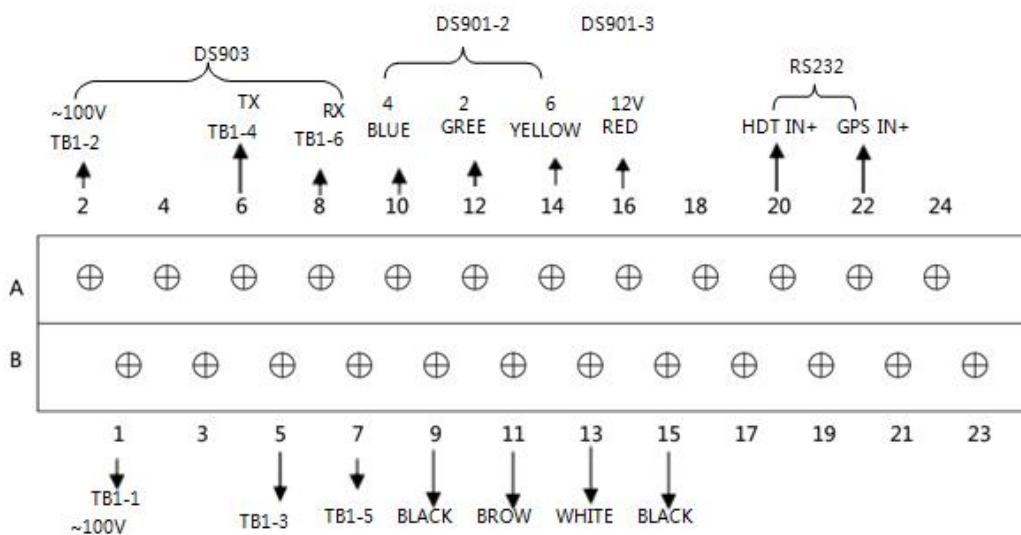 DS901-2 DS901-3
DS903 RS232
~100V TX RX 4 2 6 12V
TB1-2 TB1-4 TB1-6 BLUE GREE YELLOW RED HDT IN+ GPS IN+
2 4 6 8 10 12 14 16 18 20 22 24
A
B
1 3 5 7 9 11 13 15 17 19 21 23
TB1-1 TB1-3 TB1-5 BLACK BROW WHITE BLACK
~100V